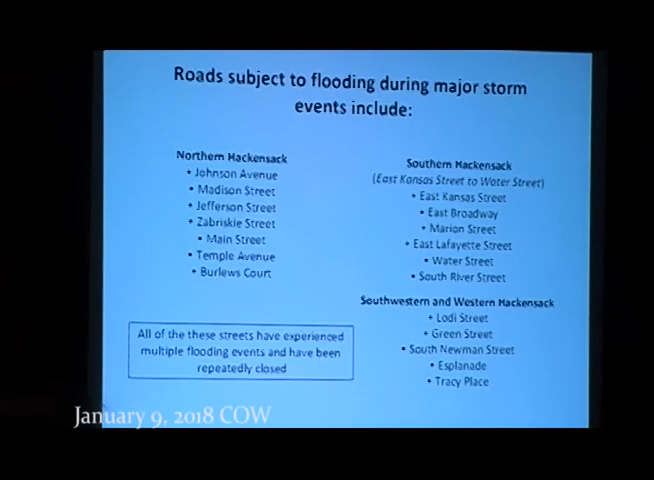 Roads subject to flooding during major storm
events include:
Northern Hackensack
• Johnson Avenue
• Madison Street
• Jefferson Street
• Zabriskie Street
• Main Street
• Temple Avenue
• Burlews Court
All of the these streets have experienced
multiple flooding events and have been
repeatedly closed
Southern Hackensack
(East Kansas Street to Water Street)
• East Kansas Street
• East Broadway
• Marion Street
• East Lafayette Street
• Water Street
• South River Street
Southwestern and Western Hackensack
• Lodi Street
• Green Street
• South Newman Street
• Esplanade
• Tracy Place
January 9, 2018 COW